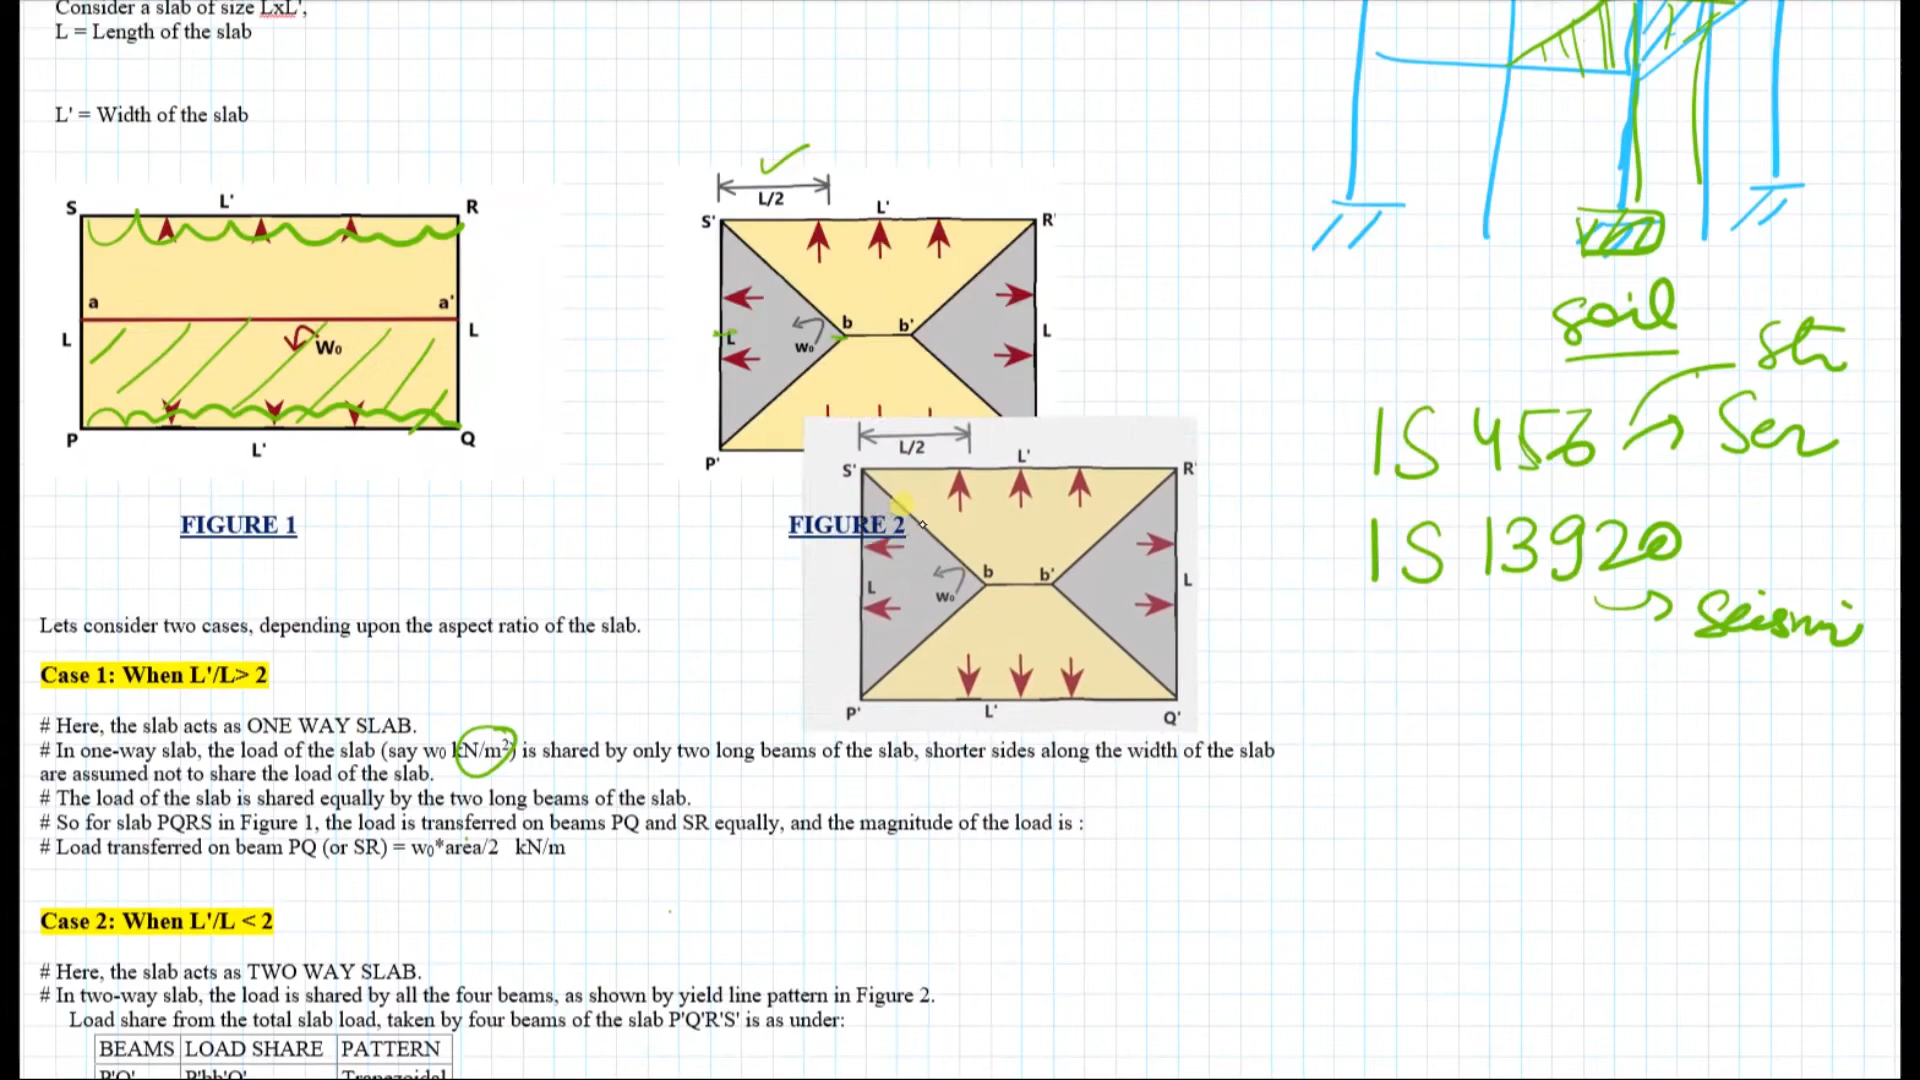 Consider a slab of size LxL',
L = Length of the slab
L' = Width of the slab
S L' R
a a'
L W₀ L
P L' Q
FIGURE 1
L/2
S' L' R'
b b'
L W₀ L
P'
FIGURE 2
L/2
S' L' R'
b b'
L W₀ L
P' L' Q'
soil
St
IS 456 Ser
IS 13920
Seismi
Lets consider two cases, depending upon the aspect ratio of the slab.
Case 1: When L'/L> 2
# Here, the slab acts as ONE WAY SLAB.
# In one-way slab, the load of the slab (say w₀ kN/m²) is shared by only two long beams of the slab, shorter sides along the width of the slab
are assumed not to share the load of the slab.
# The load of the slab is shared equally by the two long beams of the slab.
# So for slab PQRS in Figure 1, the load is transferred on beams PQ and SR equally, and the magnitude of the load is :
# Load transferred on beam PQ (or SR) = w₀*area/2 kN/m
Case 2: When L'/L < 2
# Here, the slab acts as TWO WAY SLAB.
# In two-way slab, the load is shared by all the four beams, as shown by yield line pattern in Figure 2.
Load share from the total slab load, taken by four beams of the slab P'Q'R'S' is as under:
BEAMS LOAD SHARE PATTERN
P'Q' P'bb'Q' Trapezoidal